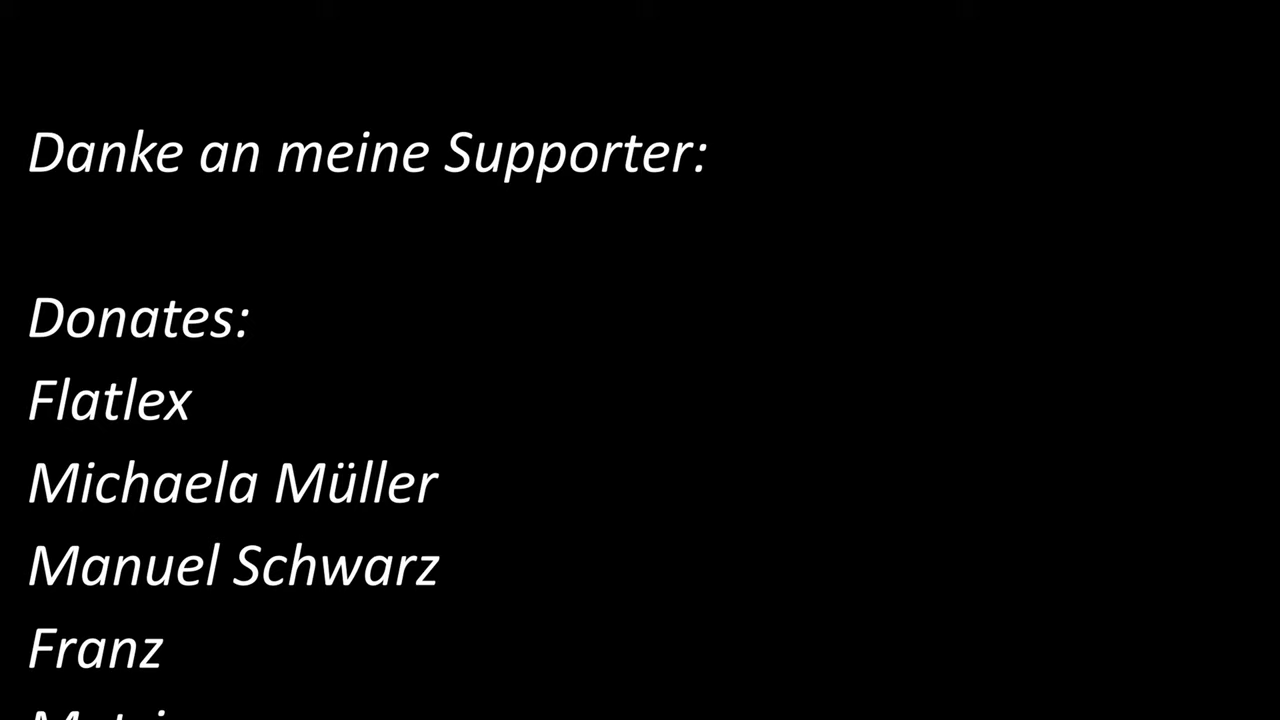 Danke an meine Supporter:
Donates:
Flatlex
Michaela Müller
Manuel Schwarz
Franz